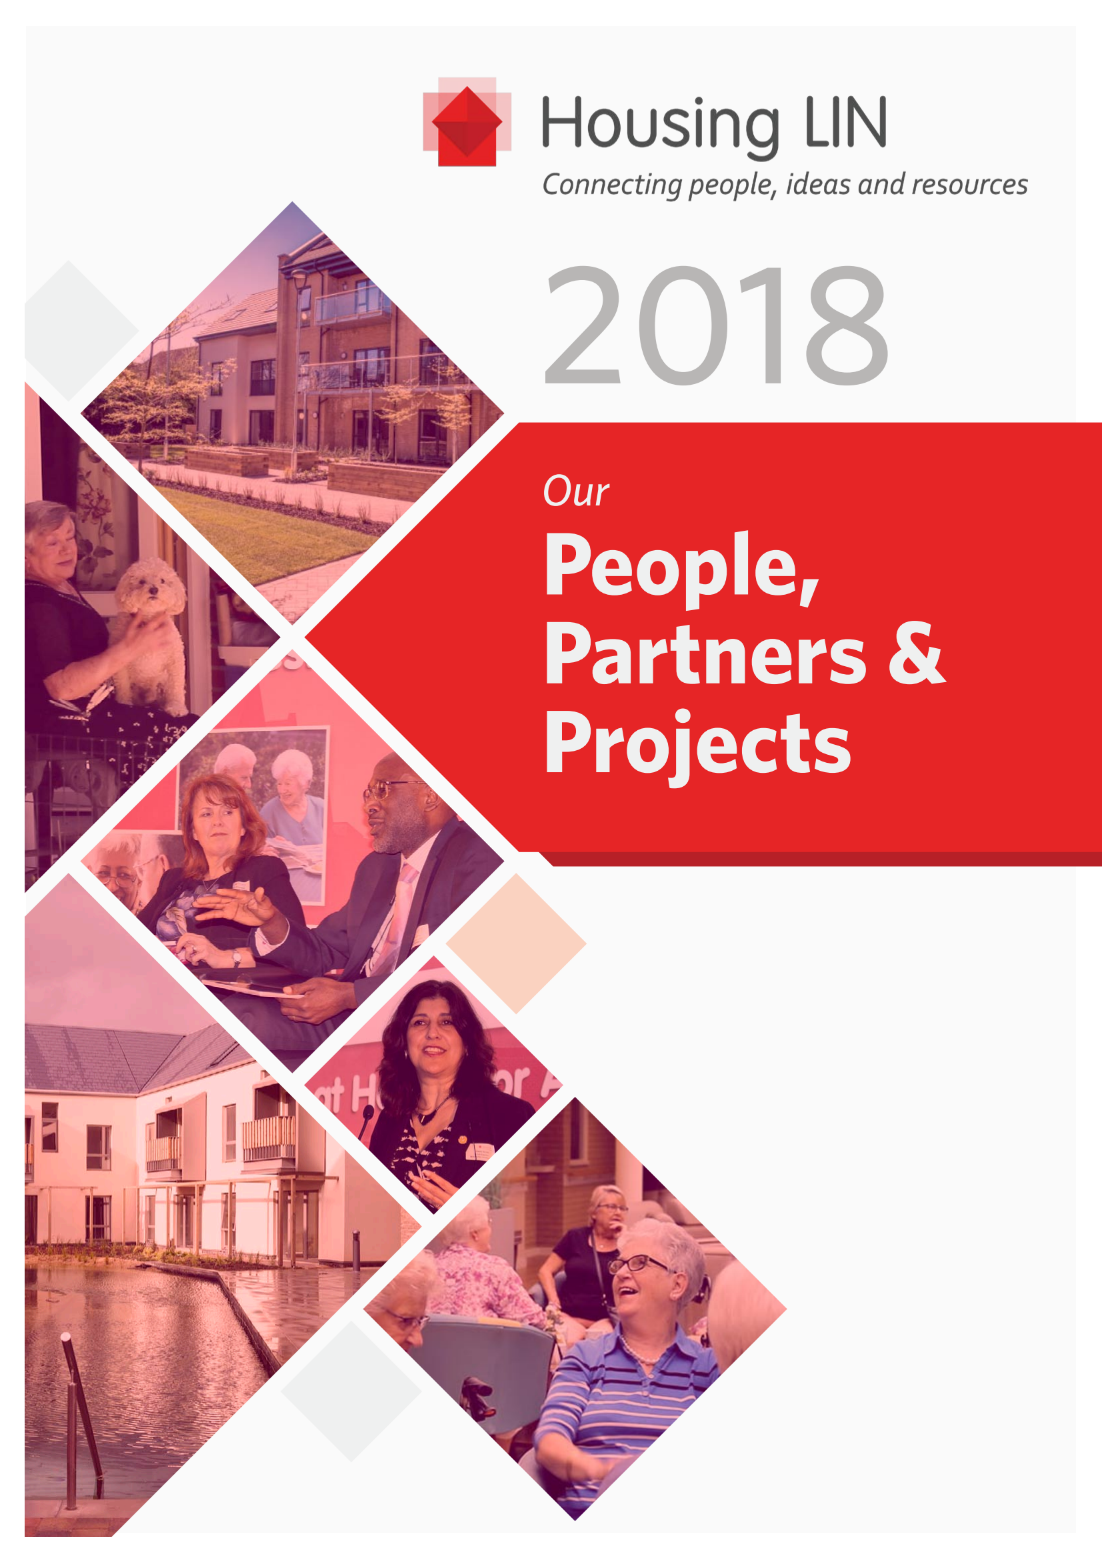 Housing LIN
Connecting people, ideas and resources
2018
Our
People,
Partners &
Projects